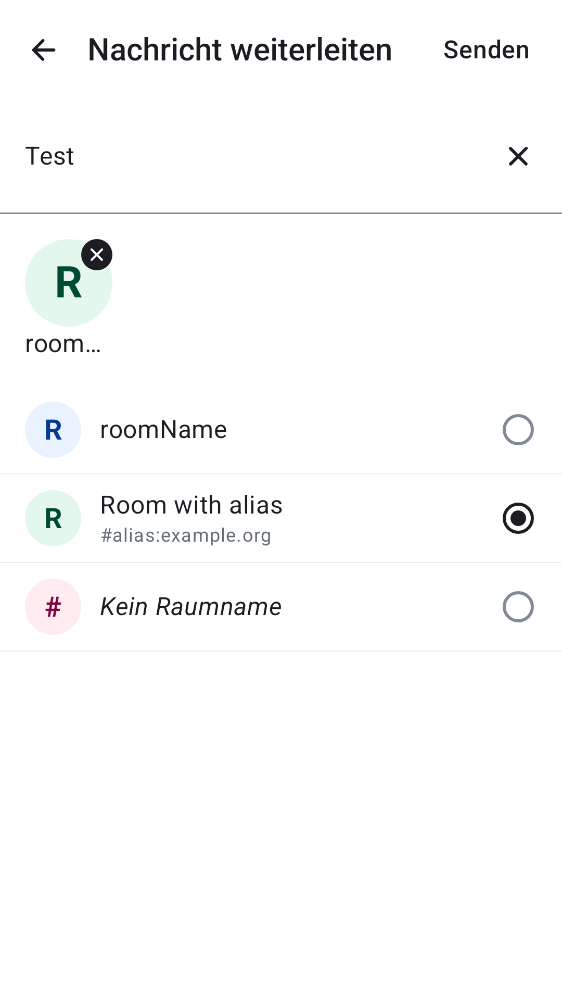 Nachricht weiterleiten Senden
Test
R
room…
R roomName
R Room with alias
#alias:example.org
# Kein Raumname